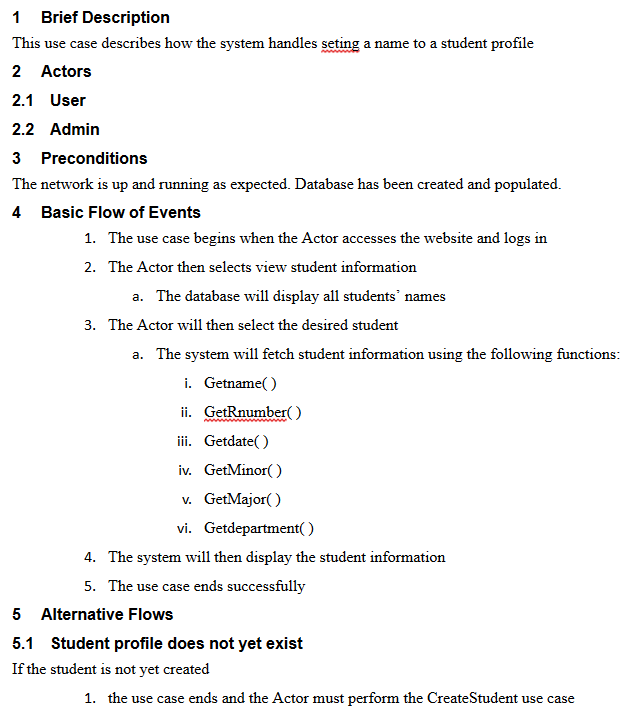 1 Brief Description
This use case describes how the system handles seting a name to a student profile
2 Actors
2.1 User
2.2 Admin
3 Preconditions
The network is up and running as expected. Database has been created and populated.
4 Basic Flow of Events
1. The use case begins when the Actor accesses the website and logs in
2. The Actor then selects view student information
a. The database will display all students’ names
3. The Actor will then select the desired student
a. The system will fetch student information using the following functions:
i. Getname( )
ii. GetRnumber( )
iii. Getdate( )
iv. GetMinor( )
v. GetMajor( )
vi. Getdepartment( )
4. The system will then display the student information
5. The use case ends successfully
5 Alternative Flows
5.1 Student profile does not yet exist
If the student is not yet created
1. the use case ends and the Actor must perform the CreateStudent use case